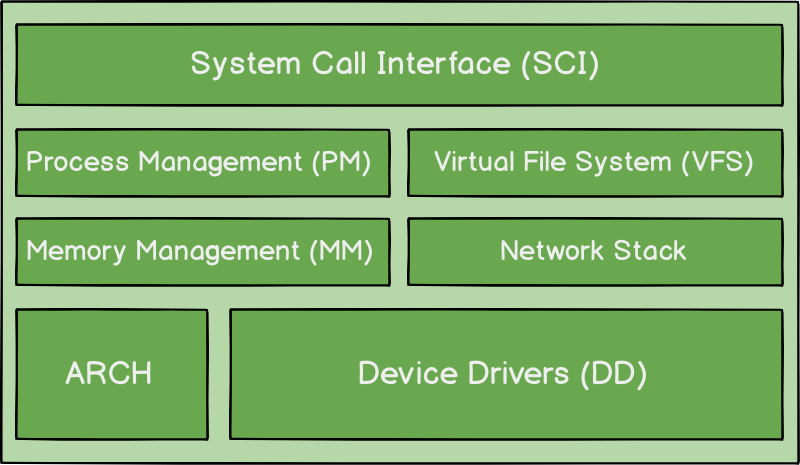 System Call Interface (SCI)
Process Management (PM)
Virtual File System (VFS)
Memory Management (MM)
Network Stack
ARCH
Device Drivers (DD)